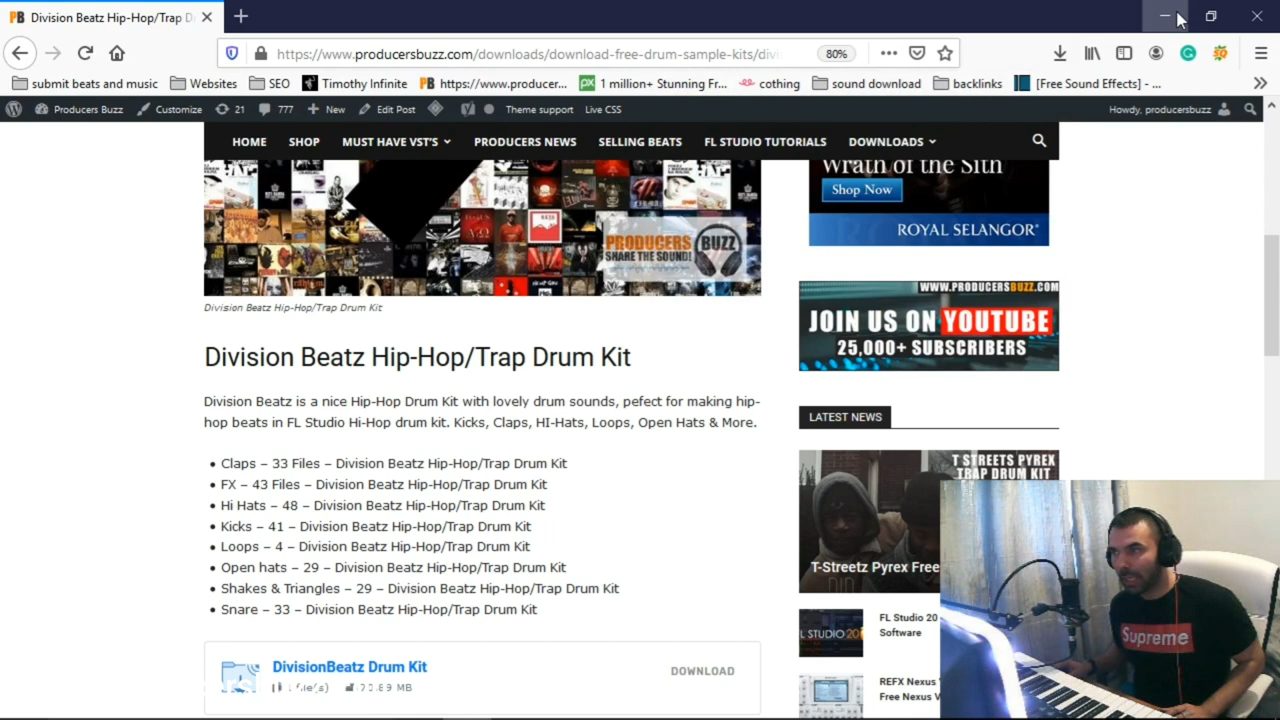 Division Beatz Hip-Hop/Trap D
https://www.producersbuzz.com/downloads/download-free-drum-sample-kits/divi
80%
submit beats and music
Websites
SEO
Timothy Infinite
https://www.producer...
1 million+ Stunning Fr...
cothing
sound download
backlinks
[Free Sound Effects] - ...
Producers Buzz
Customize
21
777
New
Edit Post
Theme support
Live CSS
Howdy, producersbuzz
HOME
SHOP
MUST HAVE VST'S
PRODUCERS NEWS
SELLING BEATS
FL STUDIO TUTORIALS
DOWNLOADS
Wrath of the Sith
Shop Now
ROYAL SELANGOR
PRODUCERS BUZZ
SHARE THE SOUND!
Division Beatz Hip-Hop/Trap Drum Kit
WWW.PRODUCERSBUZZ.COM
JOIN US ON YOUTUBE
25,000+ SUBSCRIBERS
Division Beatz Hip-Hop/Trap Drum Kit
Division Beatz is a nice Hip-Hop Drum Kit with lovely drum sounds, pefect for making hip-
hop beats in FL Studio Hi-Hop drum kit. Kicks, Claps, HI-Hats, Loops, Open Hats & More.
LATEST NEWS
• Claps – 33 Files – Division Beatz Hip-Hop/Trap Drum Kit
• FX – 43 Files – Division Beatz Hip-Hop/Trap Drum Kit
• Hi Hats – 48 – Division Beatz Hip-Hop/Trap Drum Kit
• Kicks – 41 – Division Beatz Hip-Hop/Trap Drum Kit
• Loops – 4 – Division Beatz Hip-Hop/Trap Drum Kit
• Open hats – 29 – Division Beatz Hip-Hop/Trap Drum Kit
• Shakes & Triangles – 29 – Division Beatz Hip-Hop/Trap Drum Kit
• Snare – 33 – Division Beatz Hip-Hop/Trap Drum Kit
T STREETS PYREX
TRAP DRUM KIT
T-Streetz Pyrex Free
FL STUDIO 20
FL Studio 20
Software
REFX Nexus
Free Nexus V
DivisionBeatz Drum Kit
1 file(s)
DOWNLOAD
Supreme